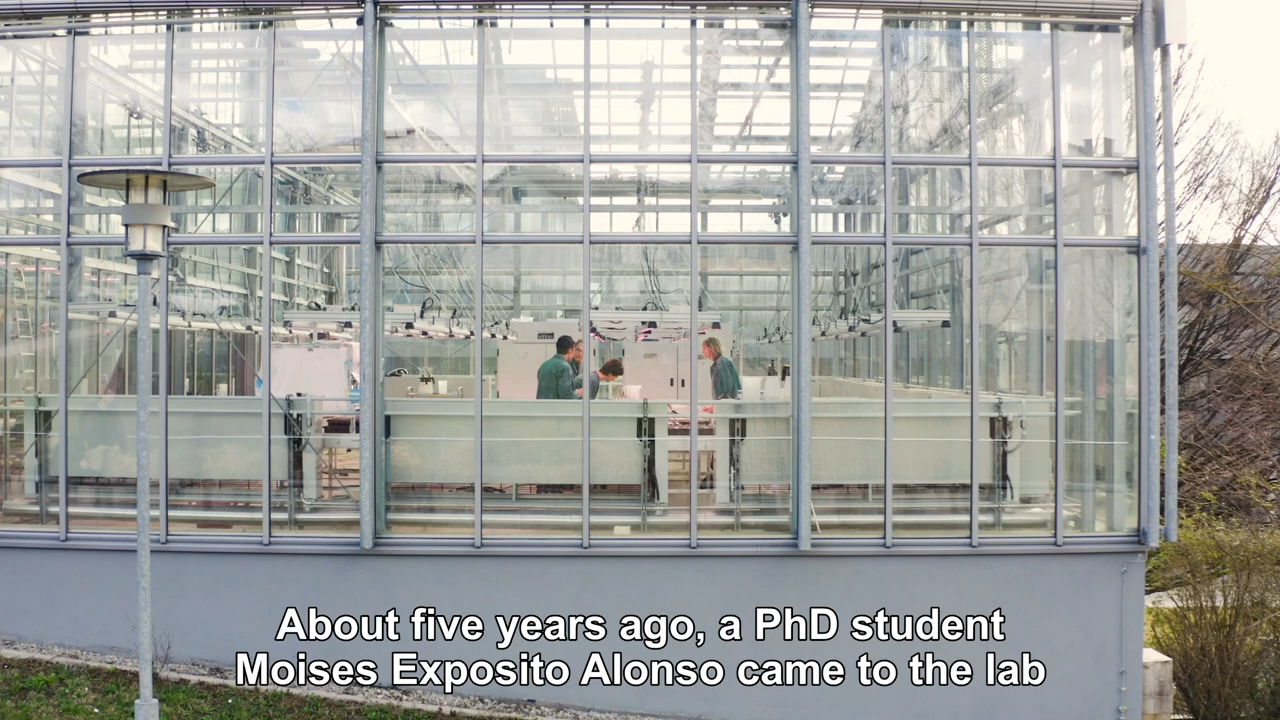 About five years ago, a PhD student
Moises Exposito Alonso came to the lab